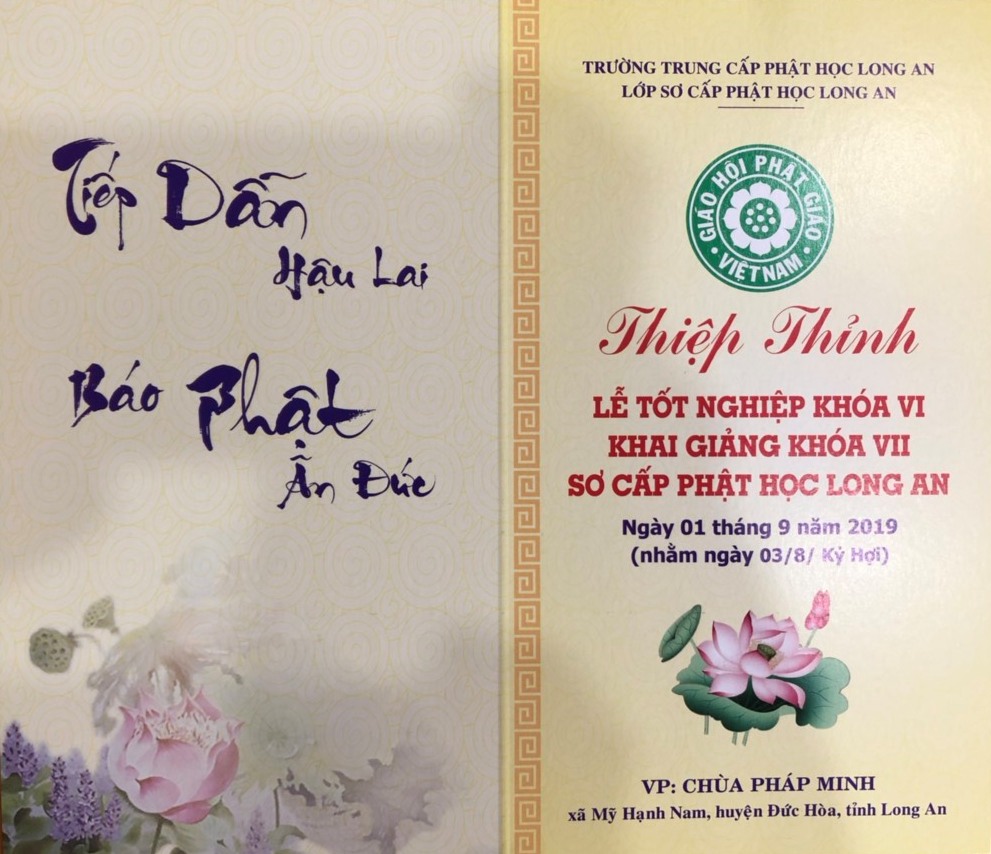 Tiếp Dẫn
Hậu Lai
Báo Phật
Ân Đức
TRƯỜNG TRUNG CẤP PHẬT HỌC LONG AN
LỚP SƠ CẤP PHẬT HỌC LONG AN
GIÁO HỘI PHẬT GIÁO
VIỆT NAM
Thiệp Thỉnh
LỄ TỐT NGHIỆP KHÓA VI
KHAI GIẢNG KHÓA VII
SƠ CẤP PHẬT HỌC LONG AN
Ngày 01 tháng 9 năm 2019
(nhằm ngày 03/8/ Kỷ Hợi)
VP: CHÙA PHÁP MINH
xã Mỹ Hạnh Nam, huyện Đức Hòa, tỉnh Long An